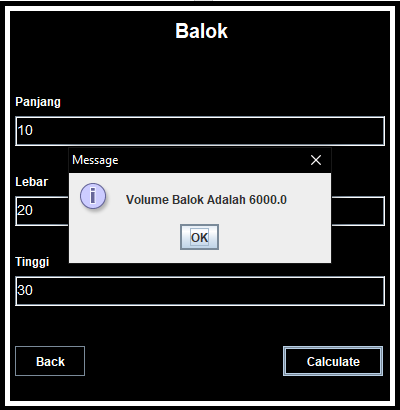 Balok
Panjang
10
Message
Volume Balok Adalah 6000.0
OK
Lebar
20
Tinggi
30
Back
Calculate